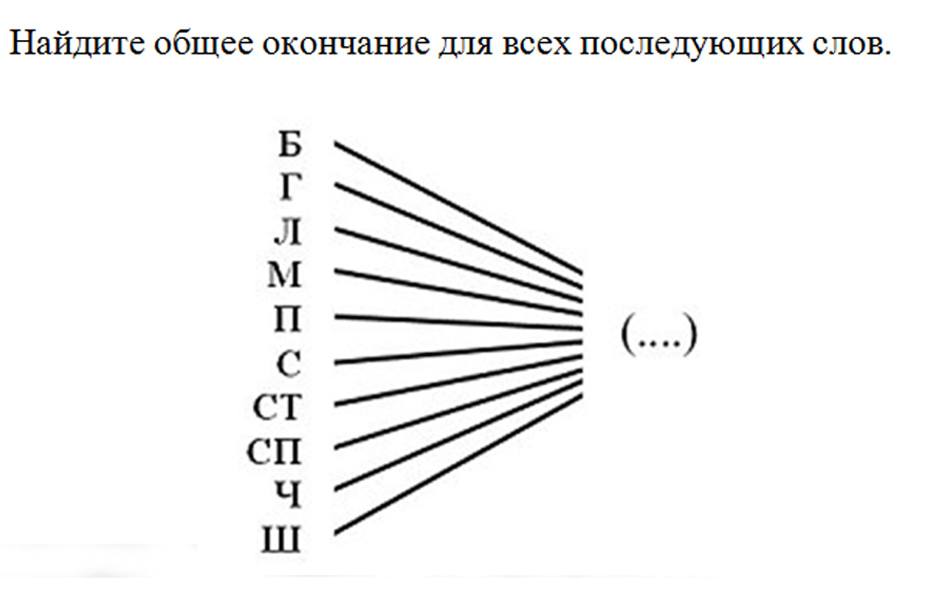 Найдите общее окончание для всех последующих слов.
Б
Г
Л
М
П
(....)
С
СТ
СП
Ч
Ш